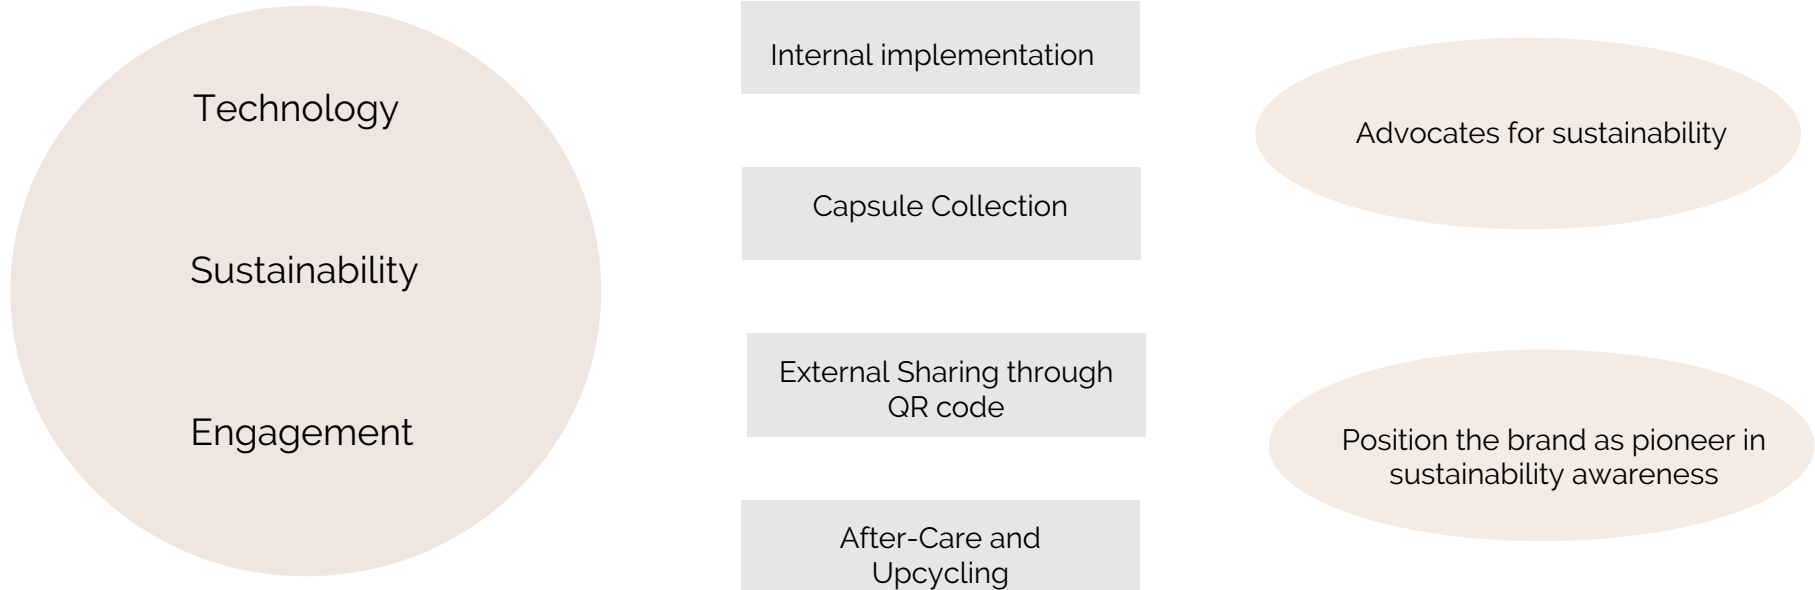 Technology
Sustainability
Engagement
Internal implementation
Capsule Collection
External Sharing through
QR code
After-Care and
Upcycling
Advocates for sustainability
Position the brand as pioneer in
sustainability awareness